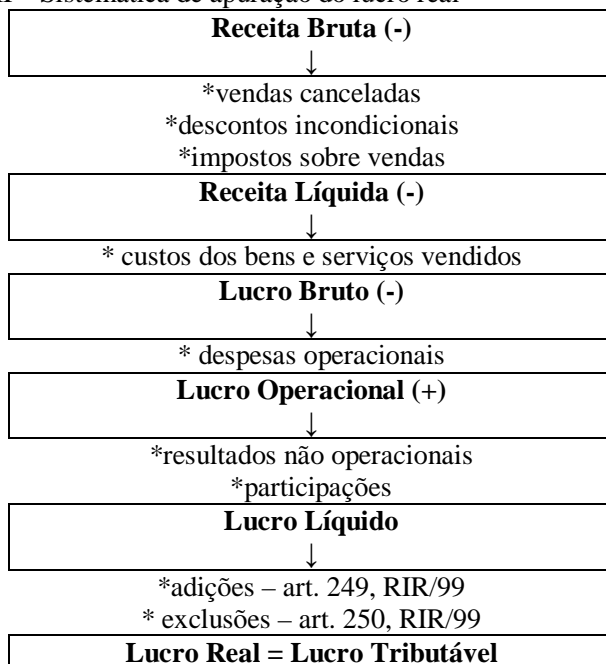 Sistemática de apuração do lucro real
Receita Bruta (-)
↓
*vendas canceladas
*descontos incondicionais
*impostos sobre vendas
Receita Líquida (-)
↓
* custos dos bens e serviços vendidos
Lucro Bruto (-)
↓
* despesas operacionais
Lucro Operacional (+)
↓
*resultados não operacionais
*participações
Lucro Líquido
↓
*adições – art. 249, RIR/99
* exclusões – art. 250, RIR/99
Lucro Real = Lucro Tributável